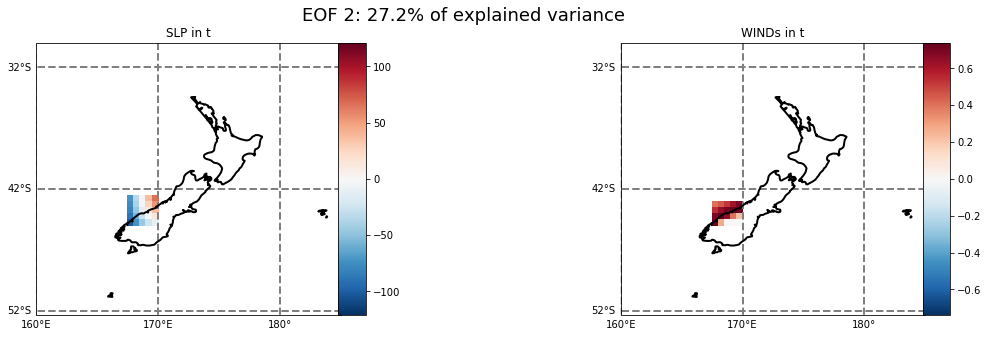 EOF 2: 27.2% of explained variance
SLP in t
WINDs in t
32°S
42°S
52°S
160°E
170°E
180°
100
50
0
−50
−100
32°S
42°S
52°S
160°E
170°E
180°
0.6
0.4
0.2
0.0
−0.2
−0.4
−0.6